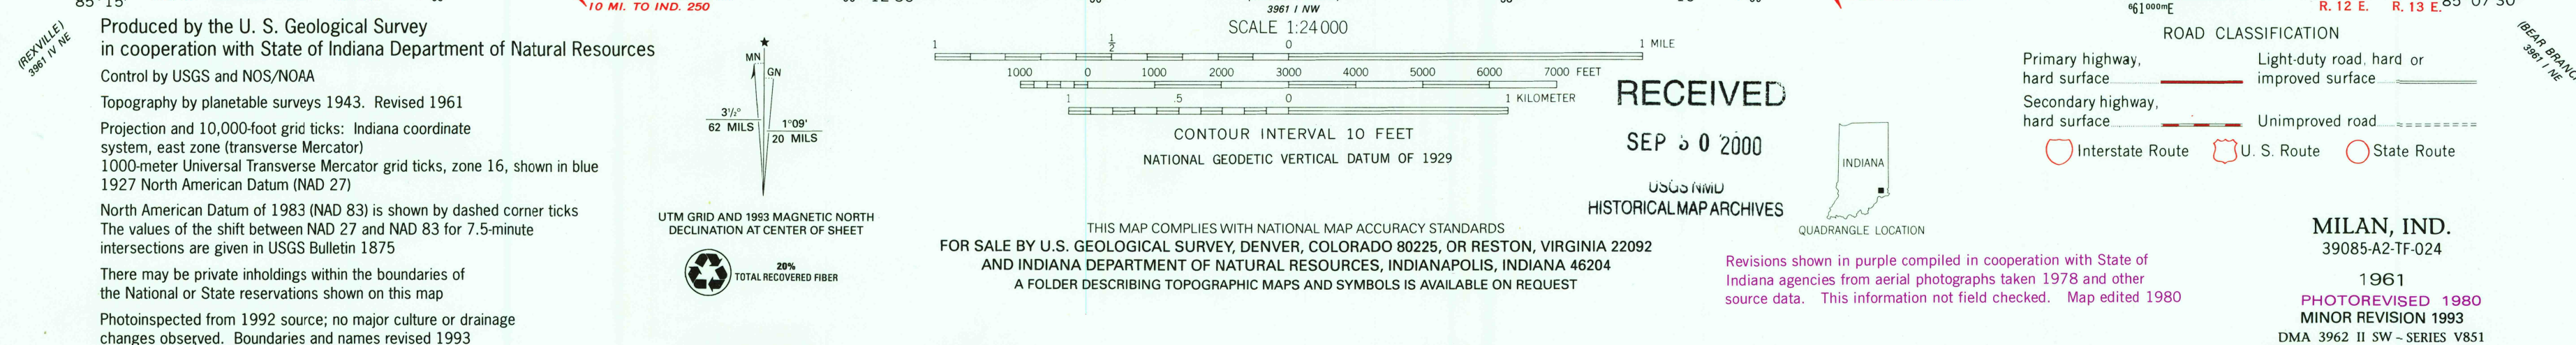 85°15'
10 MI. TO IND. 250
3961 I NW
661000mE
R. 12 E. R. 13 E.
85°07'30"
(REXVILLE)
3961 IV NE
Produced by the U. S. Geological Survey
in cooperation with State of Indiana Department of Natural Resources
Control by USGS and NOS/NOAA
Topography by planetable surveys 1943. Revised 1961
Projection and 10,000-foot grid ticks: Indiana coordinate
system, east zone (transverse Mercator)
1000-meter Universal Transverse Mercator grid ticks, zone 16, shown in blue
1927 North American Datum (NAD 27)
North American Datum of 1983 (NAD 83) is shown by dashed corner ticks
The values of the shift between NAD 27 and NAD 83 for 7.5-minute
intersections are given in USGS Bulletin 1875
There may be private inholdings within the boundaries of
the National or State reservations shown on this map
Photoinspected from 1992 source; no major culture or drainage
changes observed. Boundaries and names revised 1993
MN
GN
3½°
62 MILS
1°09'
20 MILS
UTM GRID AND 1993 MAGNETIC NORTH
DECLINATION AT CENTER OF SHEET
20%
TOTAL RECOVERED FIBER
SCALE 1:24 000
1 ½ 0 1 MILE
1000 0 1000 2000 3000 4000 5000 6000 7000 FEET
1 .5 0 1 KILOMETER
CONTOUR INTERVAL 10 FEET
NATIONAL GEODETIC VERTICAL DATUM OF 1929
THIS MAP COMPLIES WITH NATIONAL MAP ACCURACY STANDARDS
FOR SALE BY U.S. GEOLOGICAL SURVEY, DENVER, COLORADO 80225, OR RESTON, VIRGINIA 22092
AND INDIANA DEPARTMENT OF NATURAL RESOURCES, INDIANAPOLIS, INDIANA 46204
A FOLDER DESCRIBING TOPOGRAPHIC MAPS AND SYMBOLS IS AVAILABLE ON REQUEST
RECEIVED
SEP 2000
USGS NMD
HISTORICAL MAP ARCHIVES
INDIANA
QUADRANGLE LOCATION
Revisions shown in purple compiled in cooperation with State of
Indiana agencies from aerial photographs taken 1978 and other
source data. This information not field checked. Map edited 1980
ROAD CLASSIFICATION
Primary highway,
hard surface
Light-duty road, hard or
improved surface
Secondary highway,
hard surface
Unimproved road
Interstate Route
U. S. Route
State Route
3961 I NE
MILAN, IND.
39085-A2-TF-024
1961
PHOTOREVISED 1980
MINOR REVISION 1993
DMA 3962 II SW – SERIES V851